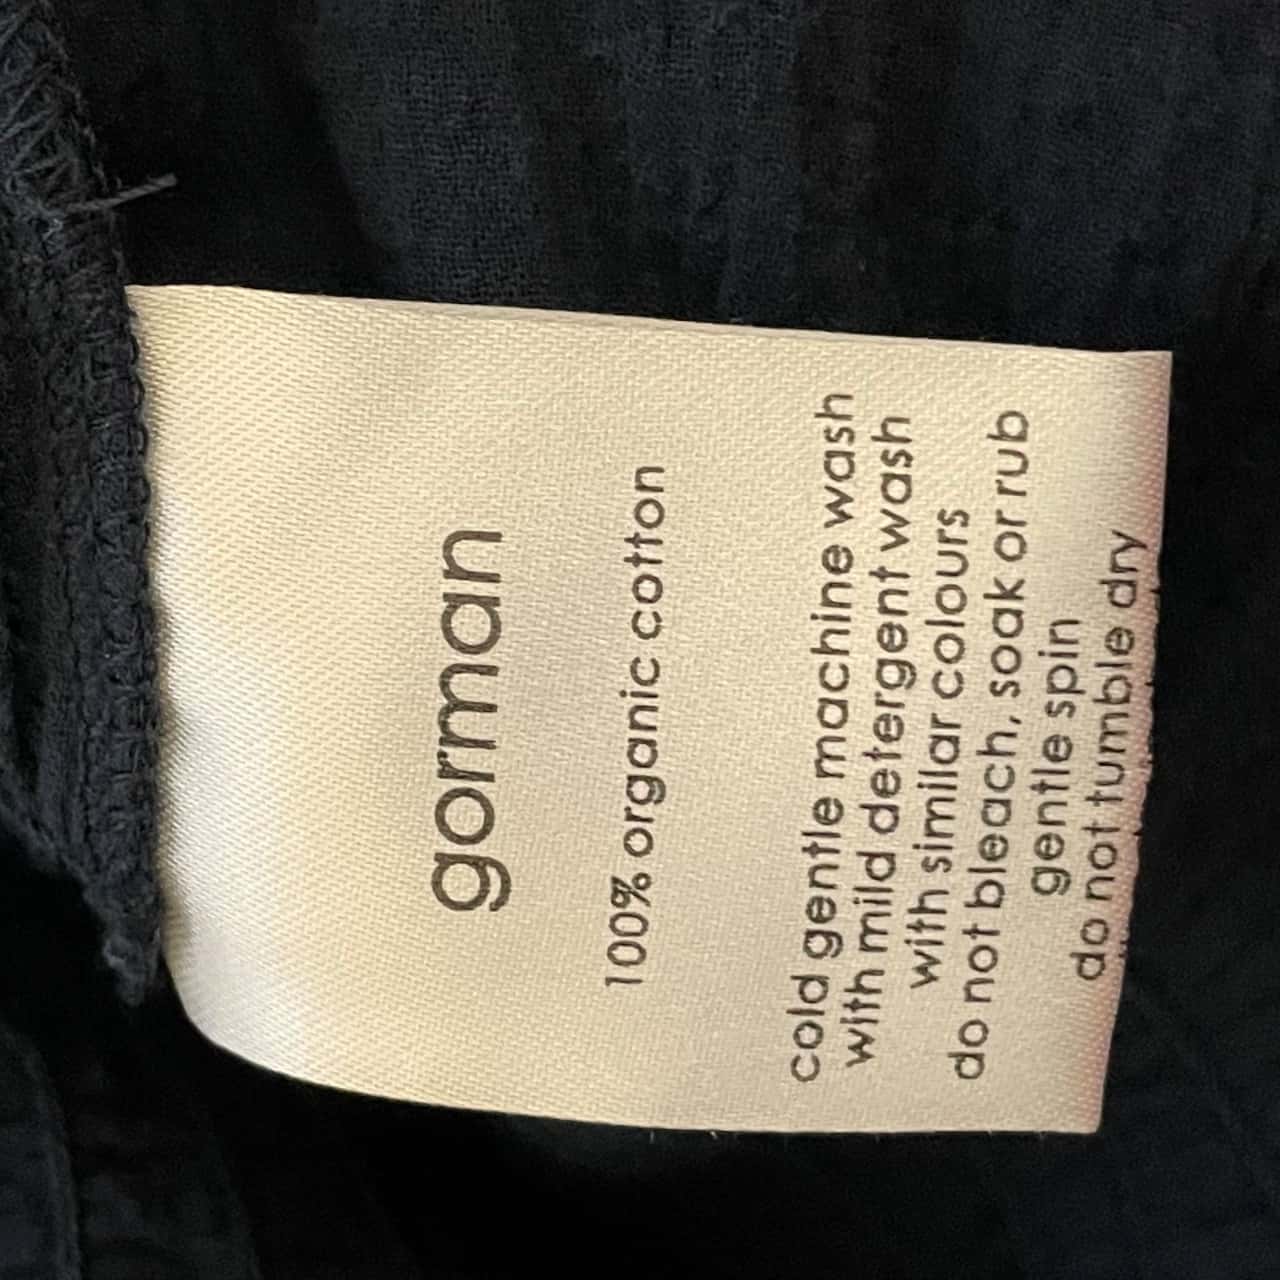 gorman
100% organic cotton
cold gentle machine wash
with mild detergent wash
with similar colours
do not bleach, soak or rub
gentle spin
do not tumble dry